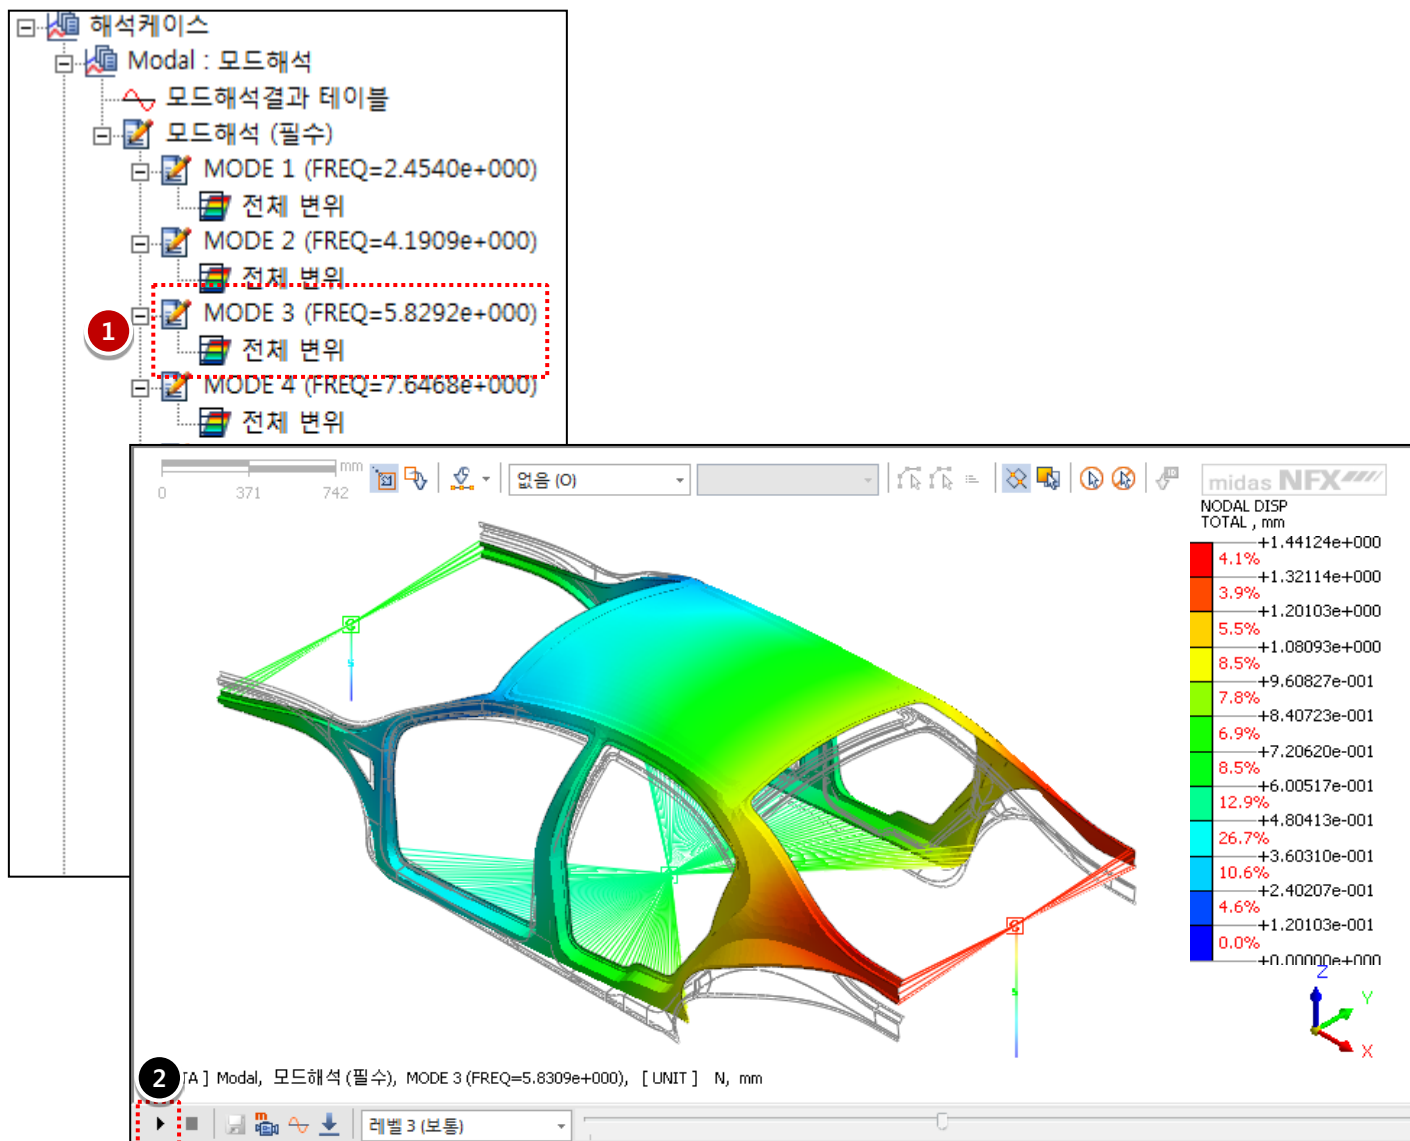 해석케이스
Modal : 모드해석
모드해석결과 테이블
모드해석 (필수)
MODE 1 (FREQ=2.4540e+000)
전체 변위
MODE 2 (FREQ=4.1909e+000)
전체 변위
MODE 3 (FREQ=5.8292e+000)
1
전체 변위
MODE 4 (FREQ=7.6468e+000)
전체 변위
mm
0 371 742
없음 (0)
midas NFX
NODAL DISP
TOTAL , mm
+1.44124e+000
4.1%
+1.32114e+000
3.9%
+1.20103e+000
5.5%
+1.08093e+000
8.5%
+9.60827e-001
7.8%
+8.40723e-001
6.9%
+7.20620e-001
8.5%
+6.00517e-001
12.9%
+4.80413e-001
26.7%
+3.60310e-001
10.6%
+2.40207e-001
4.6%
+1.20103e-001
0.0%
+0.00000e+000
Z
Y
X
2
TA ] Modal, 모드해석 (필수), MODE 3 (FREQ=5.8309e+000), [ UNIT ] N, mm
m
레벨 3 (보통)